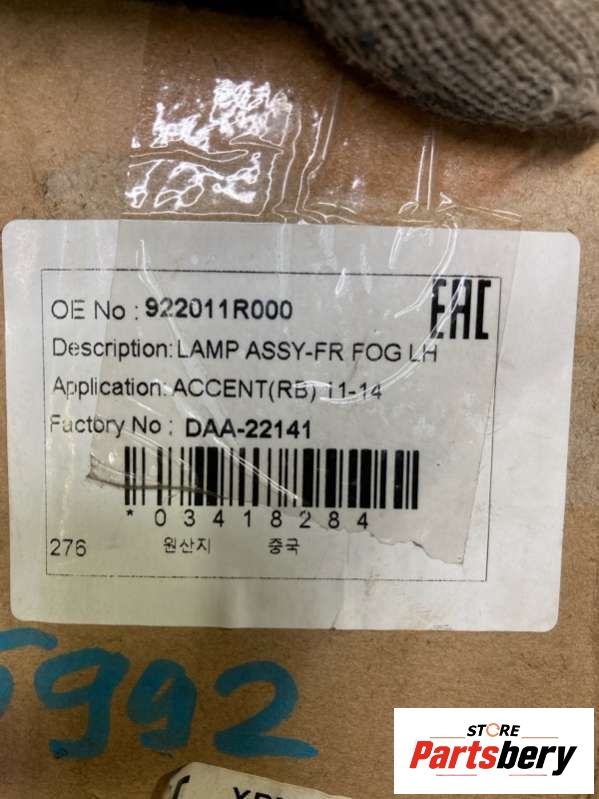 OE No : 922011R000
EAC
Description: LAMP ASSY-FR FOG LH
Application: ACCENT(RB) 11-14
Factory No : DAA-22141
*03418284
276 원산지 중국
5992
STORE
Partsbery